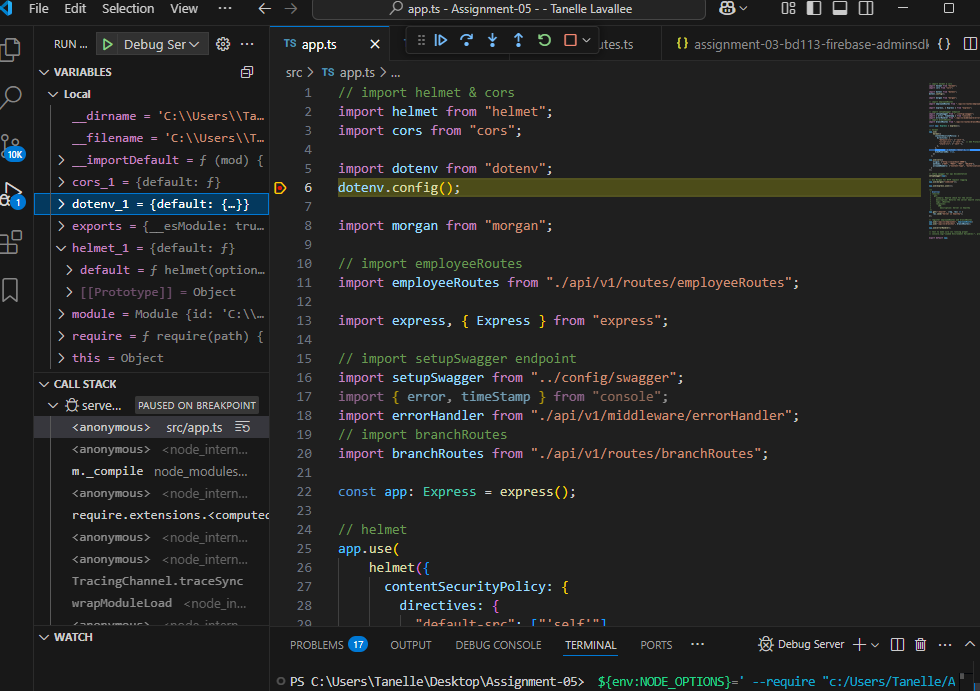 File Edit Selection View ··· app.ts - Assignment-05 - - Tanelle Lavallee
RUN ... Debug Ser ···
TS app.ts utes.ts {} assignment-03-bd113-firebase-adminsdk {}
src > TS app.ts > ...
VARIABLES
Local
__dirname = 'C:\\Users\\Ta...
__filename = 'C:\\Users\\T...
__importDefault = ƒ (mod) {
cors_1 = {default: ƒ}
dotenv_1 = {default: {…}}
exports = {__esModule: tru...
helmet_1 = {default: ƒ}
default = ƒ helmet(option...
[[Prototype]] = Object
module = Module {id: 'C:\\...
require = ƒ require(path) {
this = Object
CALL STACK
serve... PAUSED ON BREAKPOINT
<anonymous> src/app.ts
<anonymous> <node_intern...
m._compile node_modules...
<anonymous> <node_intern...
require.extensions.<computed
<anonymous> <node_intern...
<anonymous> <node_intern...
TracingChannel.traceSync
wrapModuleLoad <node_in...
<anonymous> <node_intern...
WATCH
10K
1
1 // import helmet & cors
2 import helmet from "helmet";
3 import cors from "cors";
4
5 import dotenv from "dotenv";
6 dotenv.config();
7
8 import morgan from "morgan";
9
10 // import employeeRoutes
11 import employeeRoutes from "./api/v1/routes/employeeRoutes";
12
13 import express, { Express } from "express";
14
15 // import setupSwagger endpoint
16 import setupSwagger from "../config/swagger";
17 import { error, timeStamp } from "console";
18 import errorHandler from "./api/v1/middleware/errorHandler";
19 // import branchRoutes
20 import branchRoutes from "./api/v1/routes/branchRoutes";
21
22 const app: Express = express();
23
24 // helmet
25 app.use(
26 helmet({
27 contentSecurityPolicy: {
28 directives: {
29 "default-src": ["'self'"]
PROBLEMS 17 OUTPUT DEBUG CONSOLE TERMINAL PORTS ··· Debug Server ···
PS C:\Users\Tanelle\Desktop\Assignment-05> ${env:NODE_OPTIONS}=' --require "c:/Users/Tanelle/A